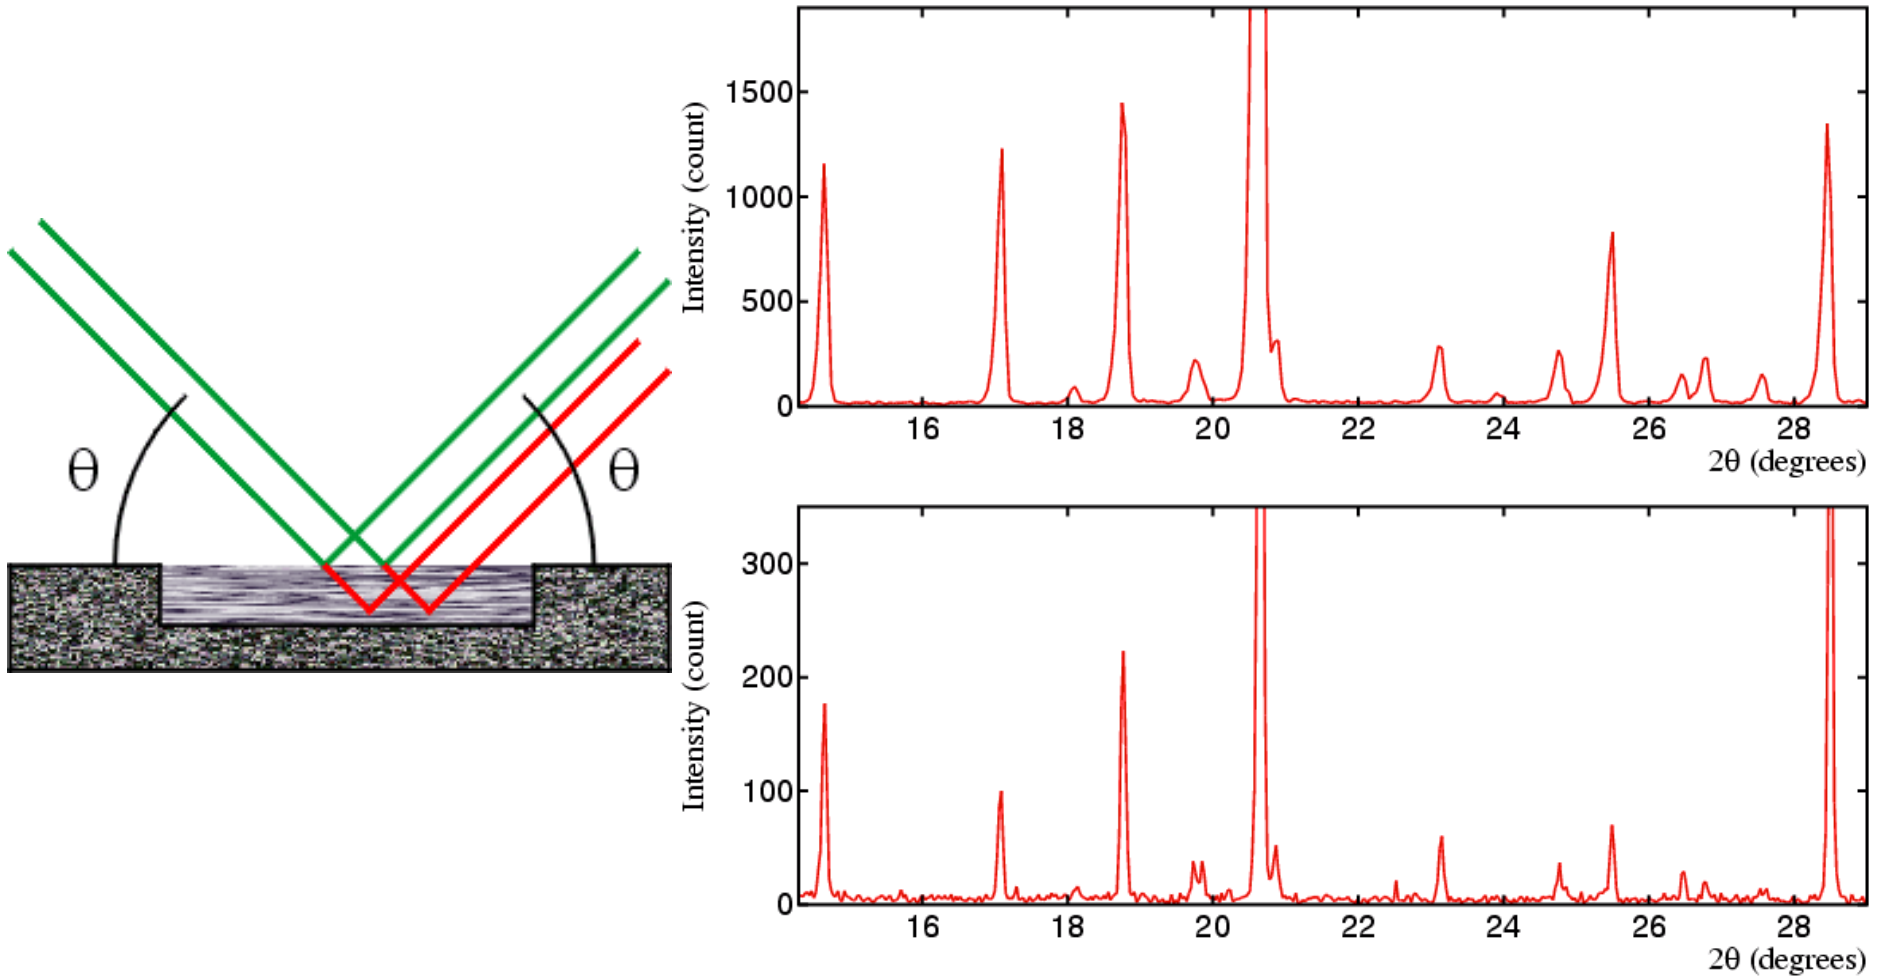 θ
θ
Intensity (count)
1500
1000
500
0
16 18 20 22 24 26 28
2θ (degrees)
Intensity (count)
300
200
100
0
16 18 20 22 24 26 28
2θ (degrees)